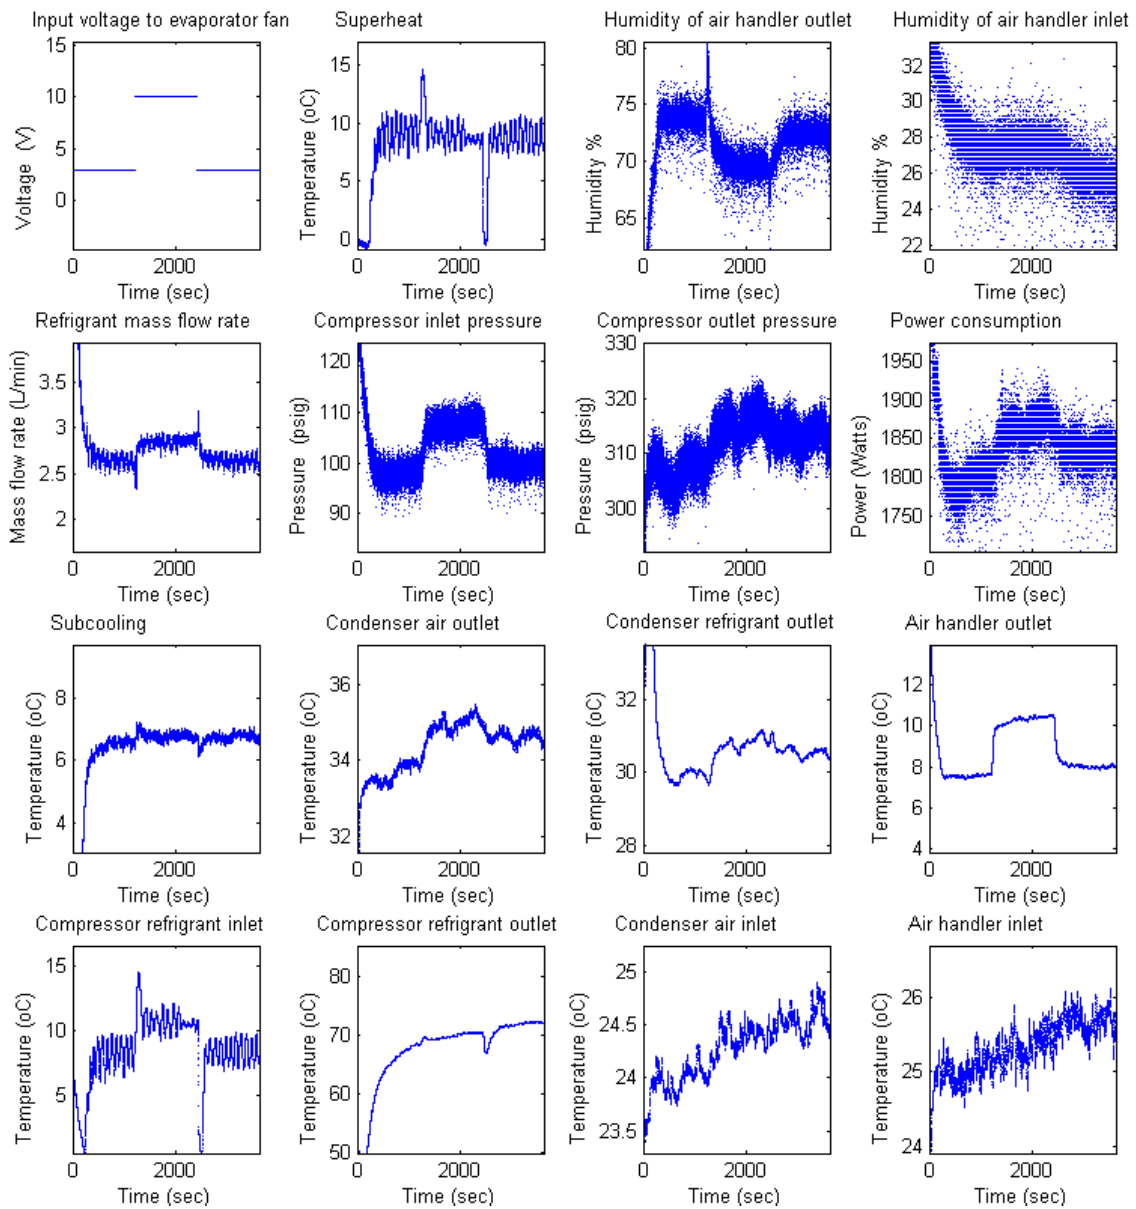 Input voltage to evaporator fan
15
10
5
0
Voltage (V)
0 2000
Time (sec)
Superheat
15
10
5
0
Temperature (oC)
0 2000
Time (sec)
Humidity of air handler outlet
80
75
70
65
Humidity %
0 2000
Time (sec)
Humidity of air handler inlet
32
30
28
26
24
22
Humidity %
0 2000
Time (sec)
Refrigrant mass flow rate
3.5
3
2.5
2
Mass flow rate (L/min)
0 2000
Time (sec)
Compressor inlet pressure
120
110
100
90
Pressure (psig)
0 2000
Time (sec)
Compressor outlet pressure
330
320
310
300
Pressure (psig)
0 2000
Time (sec)
Power consumption
1950
1900
1850
1800
1750
Power (Watts)
0 2000
Time (sec)
Subcooling
8
6
4
Temperature (oC)
0 2000
Time (sec)
Condenser air outlet
36
34
32
Temperature (oC)
0 2000
Time (sec)
Condenser refrigrant outlet
32
30
28
Temperature (oC)
0 2000
Time (sec)
Air handler outlet
12
10
8
6
4
Temperature (oC)
0 2000
Time (sec)
Compressor refrigrant inlet
15
10
5
Temperature (oC)
0 2000
Time (sec)
Compressor refrigrant outlet
80
70
60
50
Temperature (oC)
0 2000
Time (sec)
Condenser air inlet
25
24.5
24
23.5
Temperature (oC)
0 2000
Time (sec)
Air handler inlet
26
25
24
Temperature (oC)
0 2000
Time (sec)